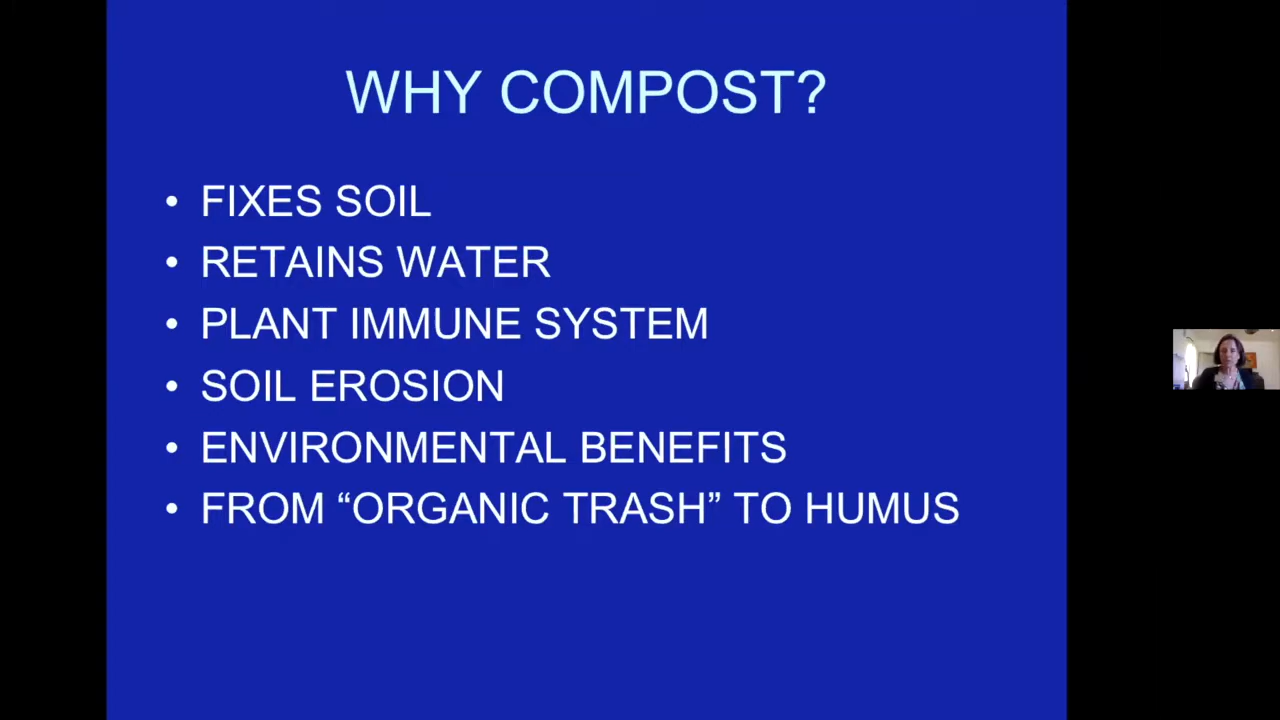 WHY COMPOST?
• FIXES SOIL
• RETAINS WATER
• PLANT IMMUNE SYSTEM
• SOIL EROSION
• ENVIRONMENTAL BENEFITS
• FROM “ORGANIC TRASH” TO HUMUS